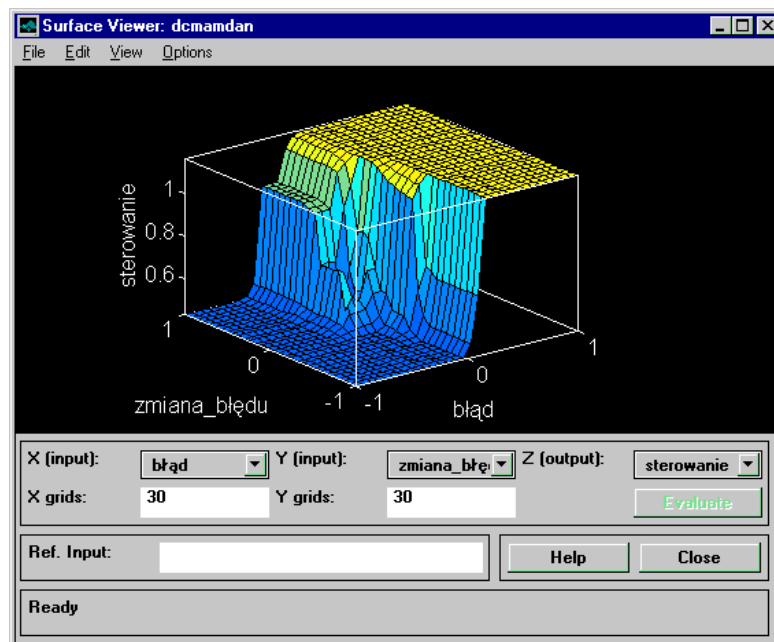 Surface Viewer: dcmamdan
File Edit View Options
sterowanie
1
0.8
0.6
1
0
-1
zmiana_błędu
-1
0
1
błąd
X (input): błąd Y (input): zmiana_błę Z (output): sterowanie
X grids: 30 Y grids: 30 Evaluate
Ref. Input: Help Close
Ready